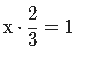 x · 2/3 = 1